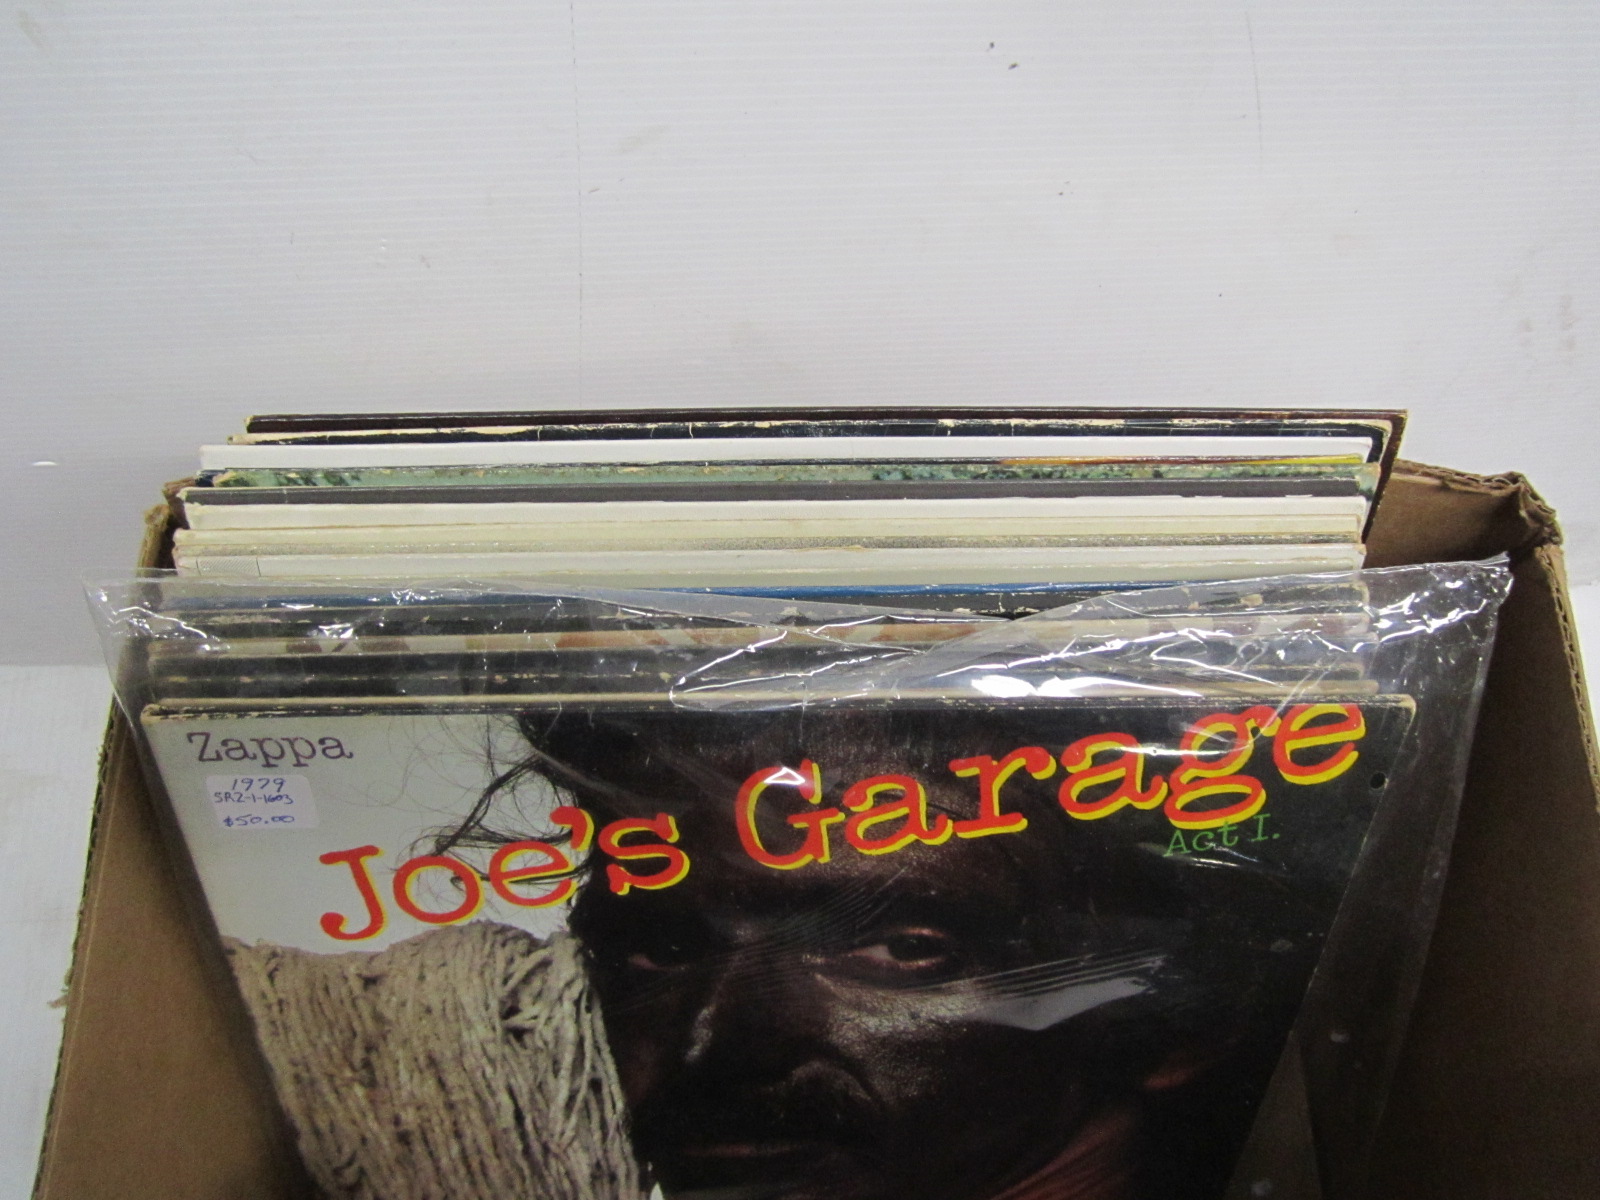 Zappa
1979
SRZ-1-1603
$50.00
Joe's Garage
Act I.